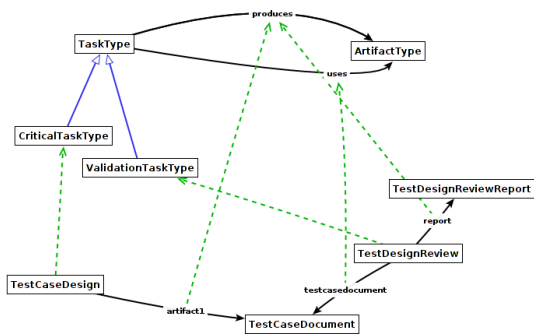 produces
TaskType
ArtifactType
uses
CriticalTaskType
ValidationTaskType
TestDesignReviewReport
report
TestDesignReview
TestCaseDesign
testcasedocument
artifact1
TestCaseDocument